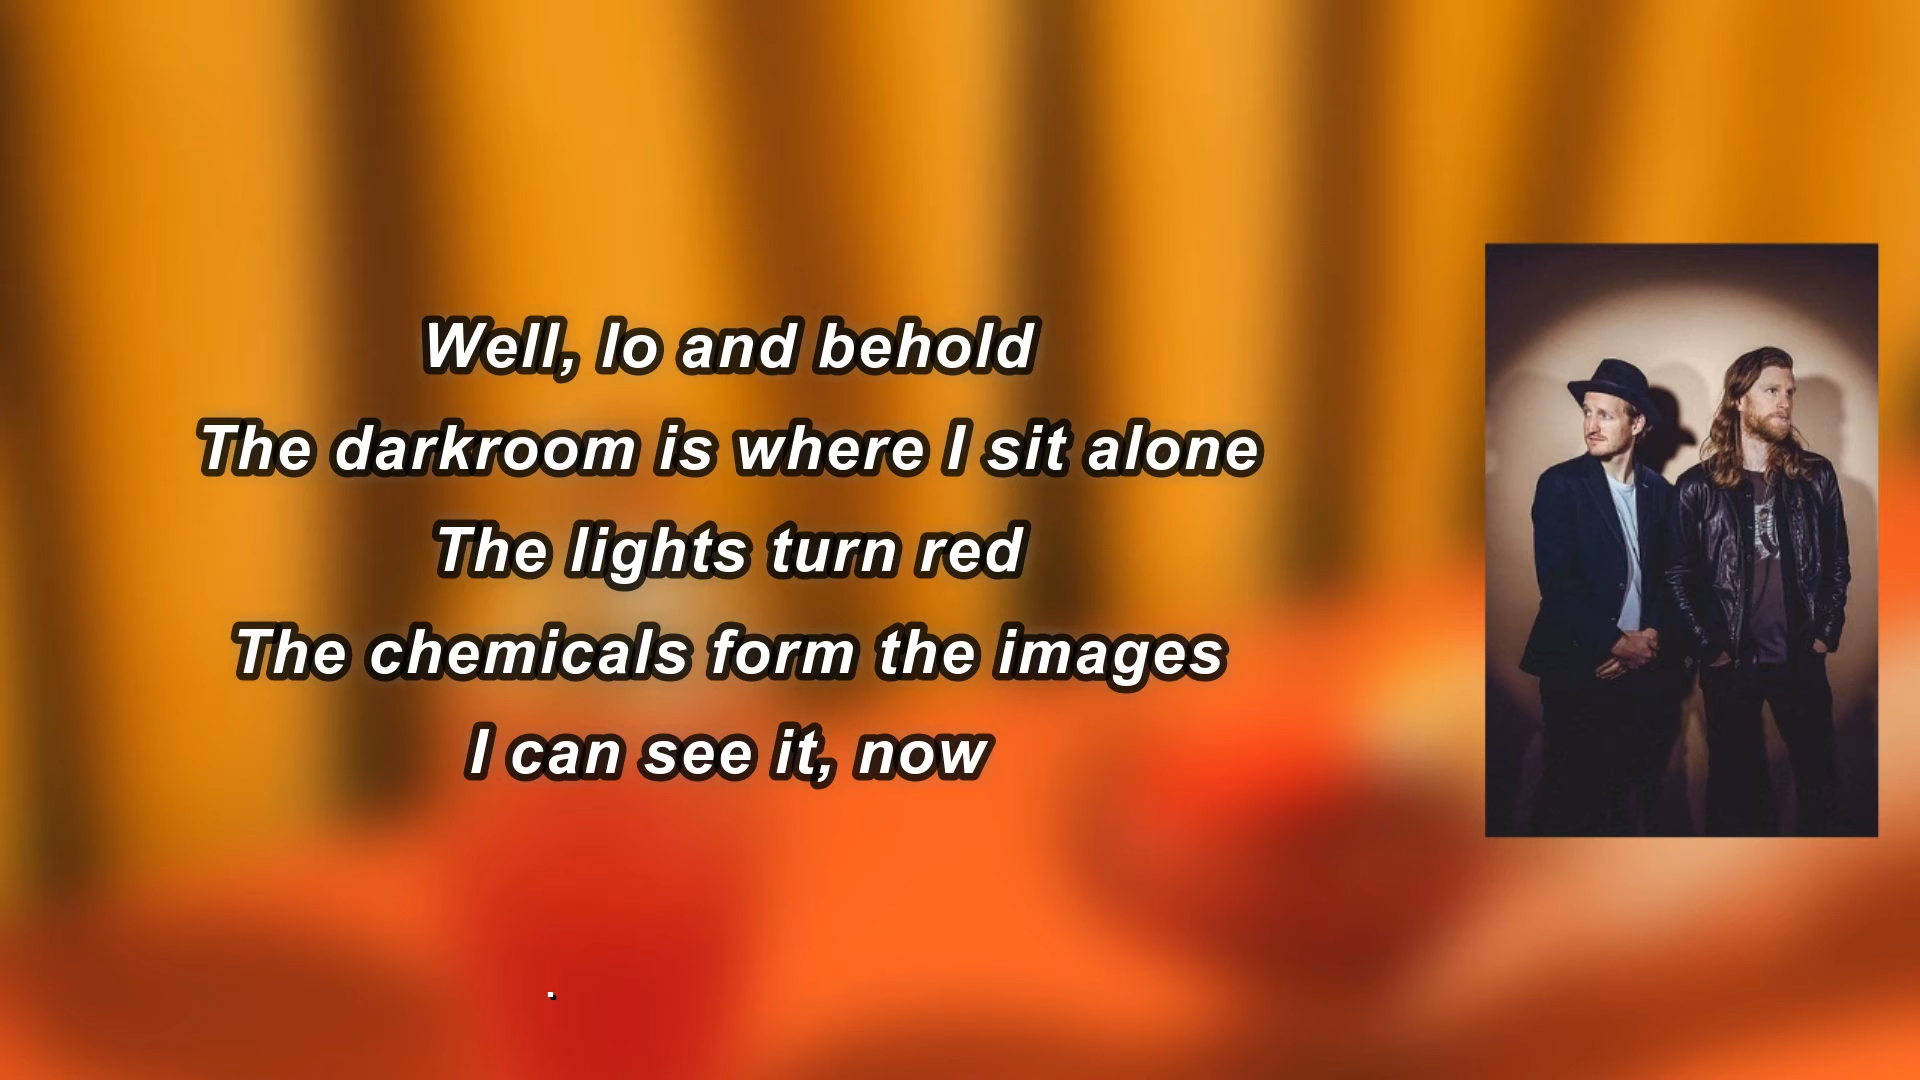 Well, lo and behold
The darkroom is where I sit alone
The lights turn red
The chemicals form the images
I can see it, now
.